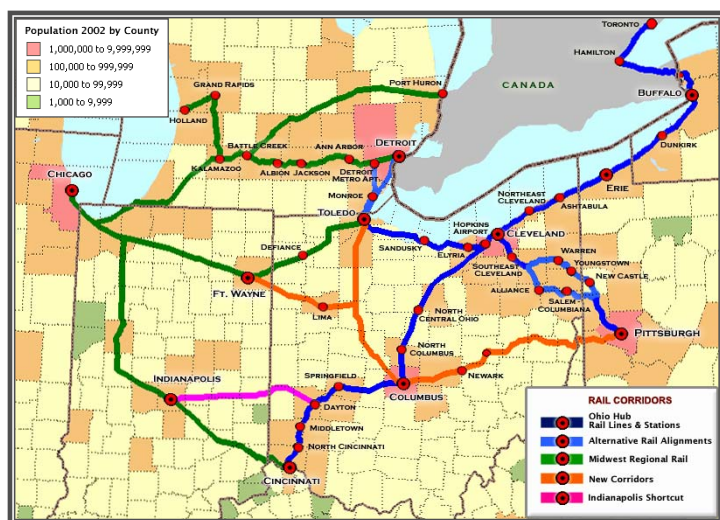 Population 2002 by County
1,000,000 to 9,999,999
100,000 to 999,999
10,000 to 99,999
1,000 to 9,999
TORONTO
HAMILTON
CANADA
BUFFALO
PORT HURON
GRAND RAPIDS
HOLLAND
DUNKIRK
BATTLE CREEK
ANN ARBOR
DETROIT
KALAMAZOO
ALBION
JACKSON
DETROIT
METRO APT.
ERIE
CHICAGO
MONROE
NORTHEAST
CLEVELAND
ASHTABULA
TOLEDO
HOPKINS
AIRPORT
CLEVELAND
DEFIANCE
SANDUSKY
ELYRIA
SOUTHEAST
CLEVELAND
WARREN
YOUNGSTOWN
NEW CASTLE
FT. WAYNE
ALLIANCE
SALEM-
COLUMBIANA
LIMA
NORTH
CENTRAL OHIO
PITTSBURGH
NORTH
COLUMBUS
INDIANAPOLIS
SPRINGFIELD
NEWARK
COLUMBUS
DAYTON
MIDDLETOWN
NORTH CINCINNATI
CINCINNATI
RAIL CORRIDORS
Ohio Hub
Rail Lines & Stations
Alternative Rail Alignments
Midwest Regional Rail
New Corridors
Indianapolis Shortcut